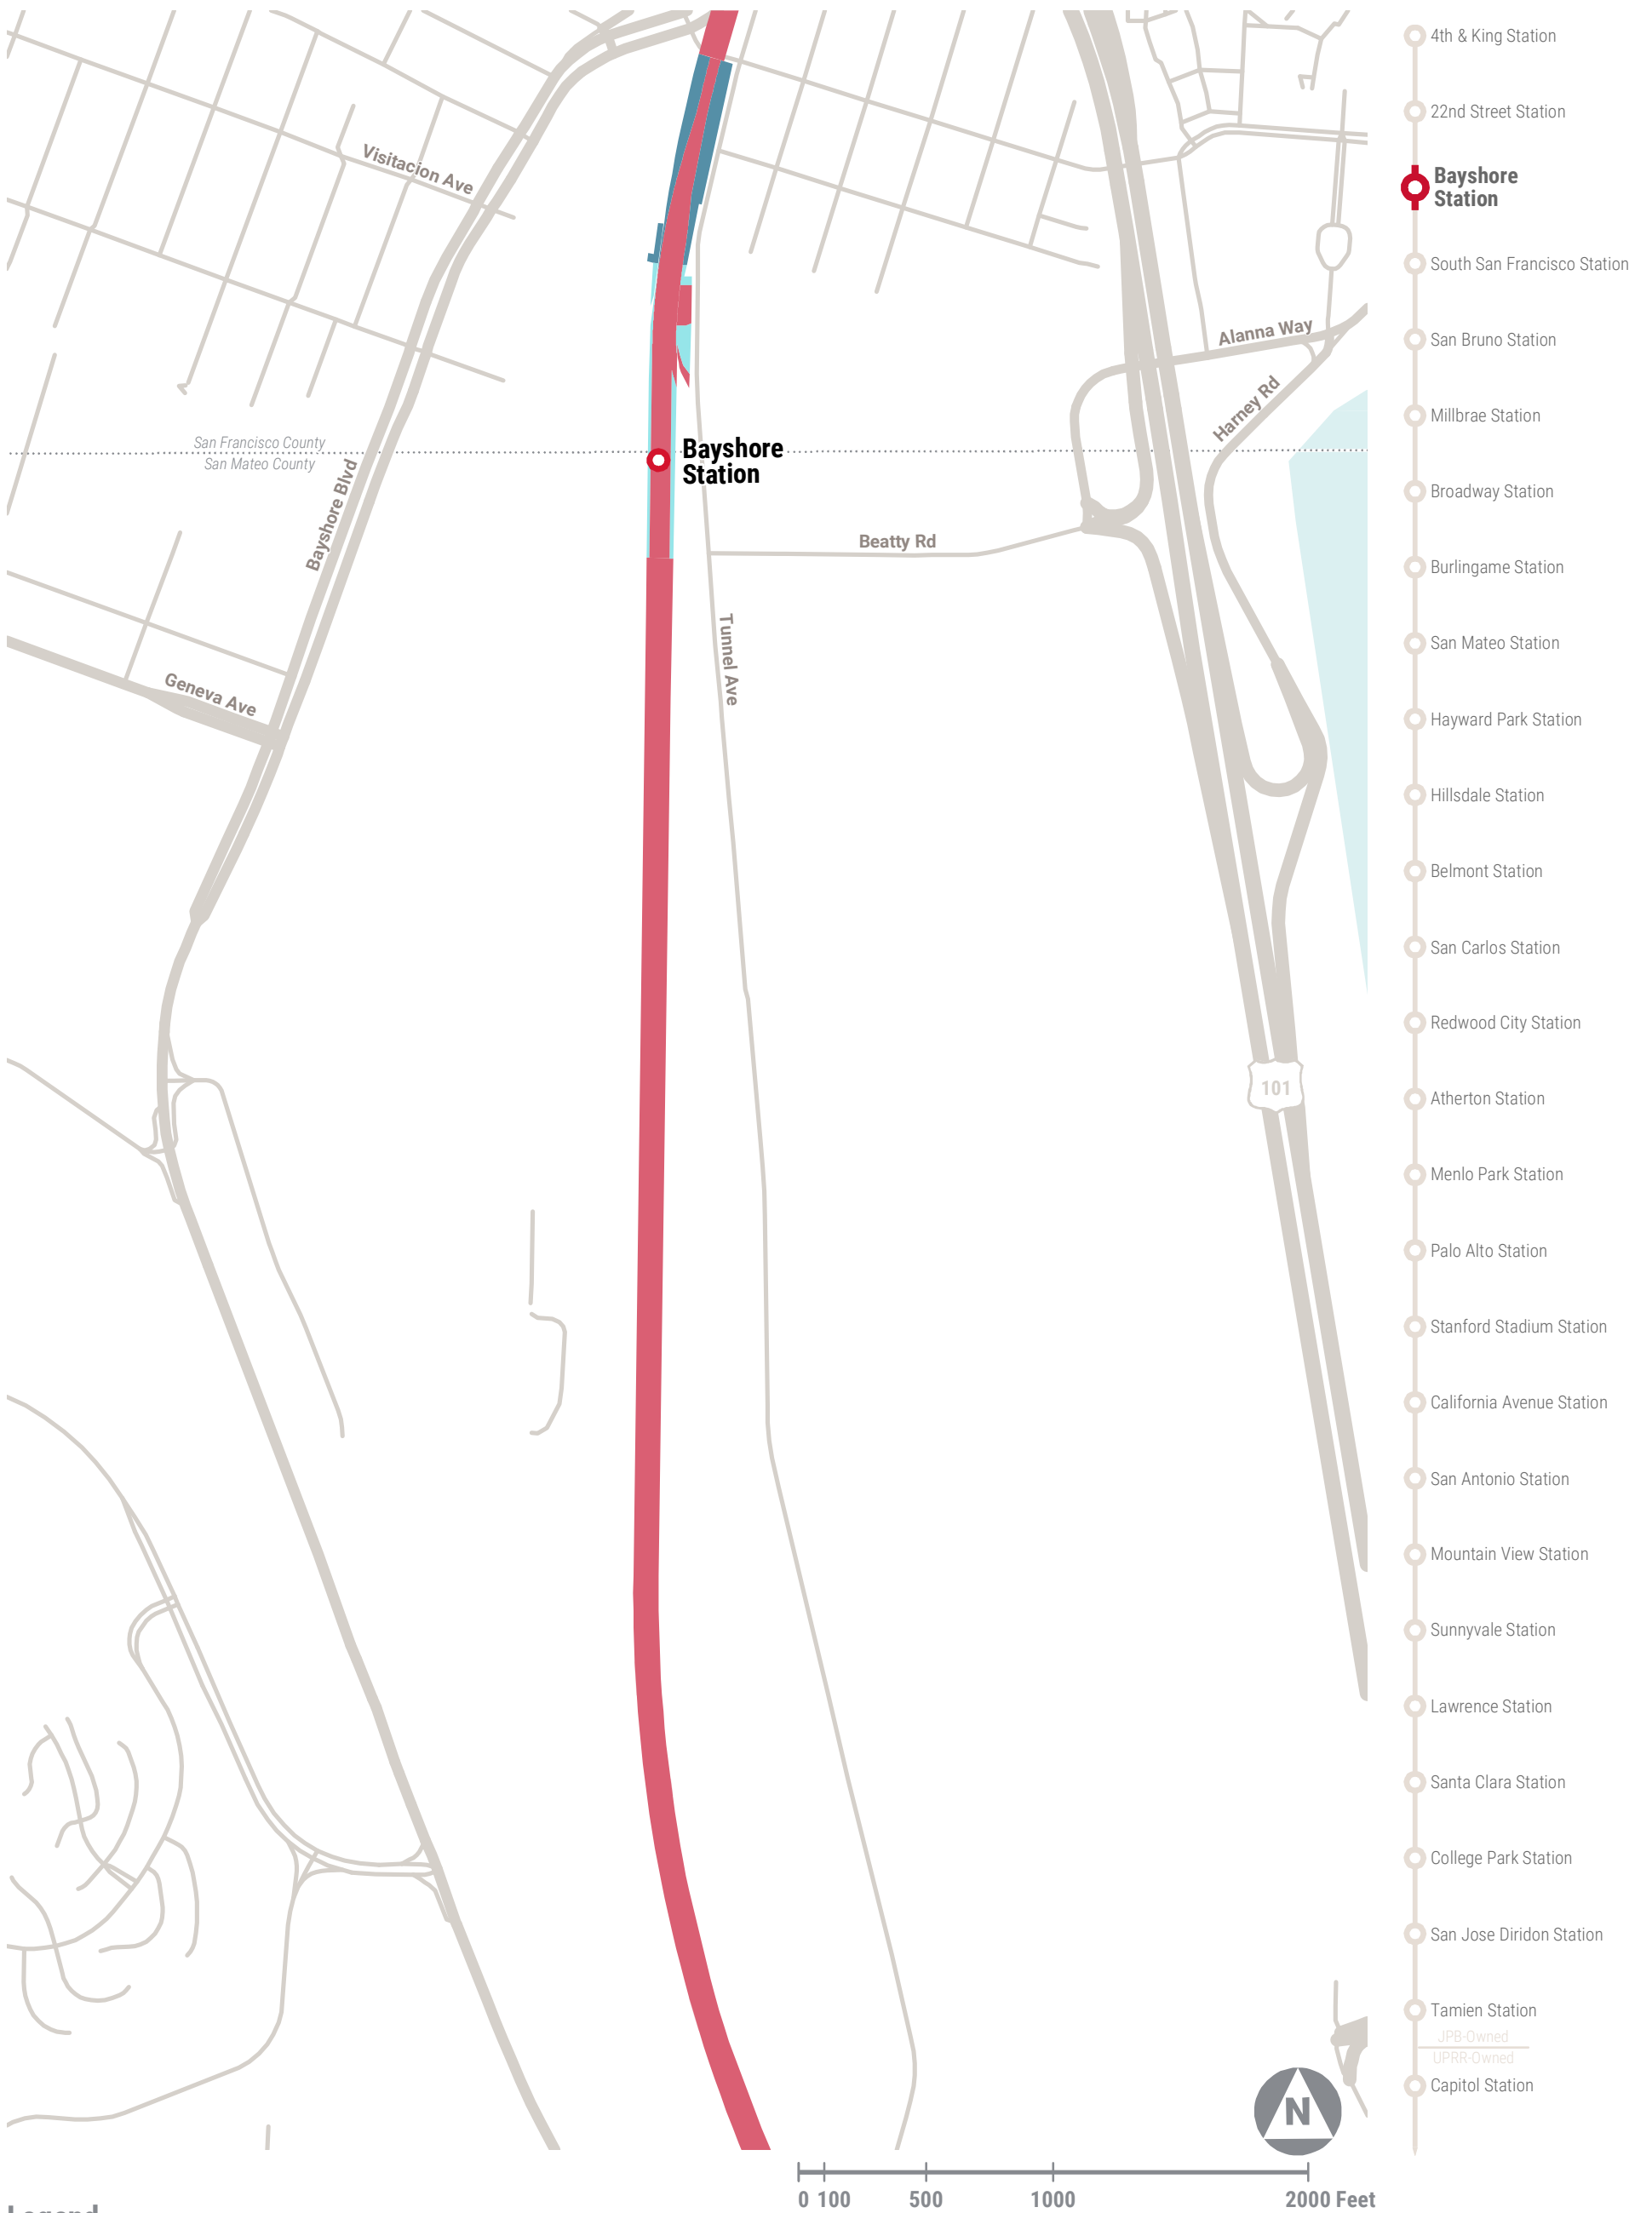 4th & King Station
22nd Street Station
Bayshore
Station
South San Francisco Station
San Bruno Station
Millbrae Station
Broadway Station
Burlingame Station
San Mateo Station
Hayward Park Station
Hillsdale Station
Belmont Station
San Carlos Station
Redwood City Station
Atherton Station
Menlo Park Station
Palo Alto Station
Stanford Stadium Station
California Avenue Station
San Antonio Station
Mountain View Station
Sunnyvale Station
Lawrence Station
Santa Clara Station
College Park Station
San Jose Diridon Station
Tamien Station
JPB-Owned
UPRR-Owned
Capitol Station
Visitacion Ave
Alanna Way
Harney Rd
San Francisco County
San Mateo County
Bayshore Blvd
Bayshore
Station
Beatty Rd
Tunnel Ave
Geneva Ave
101
N
0 100 500 1000 2000 Feet
Legend